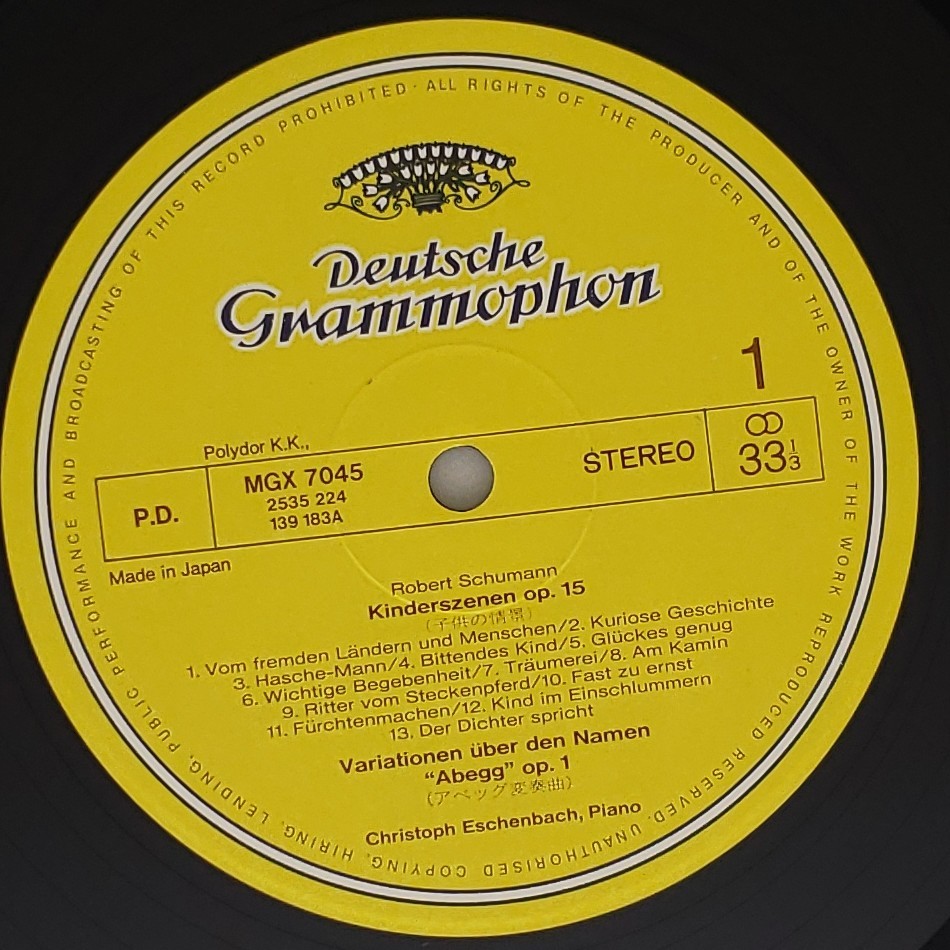 PUBLIC PERFORMANCE AND BROADCASTING OF THIS RECORD PROHIBITED · ALL RIGHTS OF THE PRODUCER AND OF THE OWNER OF THE WORK REPRODUCED RESERVED. UNAUTHORISED COPYING, HIRING, LENDING,
Deutsche
Grammophon
1
Polydor K.K.,
P.D.
MGX 7045
2535 224
139 183A
STEREO
33 1/3
Made in Japan
Robert Schumann
Kinderszenen op. 15
(子供の情景)
1. Vom fremden Ländern und Menschen/2. Kuriose Geschichte
3. Hasche-Mann/4. Bittendes Kind/5. Glückes genug
6. Wichtige Begebenheit/7. Träumerei/8. Am Kamin
9. Ritter vom Steckenpferd/10. Fast zu ernst
11. Fürchtenmachen/12. Kind im Einschlummern
13. Der Dichter spricht
Variationen über den Namen
“Abegg” op. 1
(アベッグ変奏曲)
Christoph Eschenbach, Piano